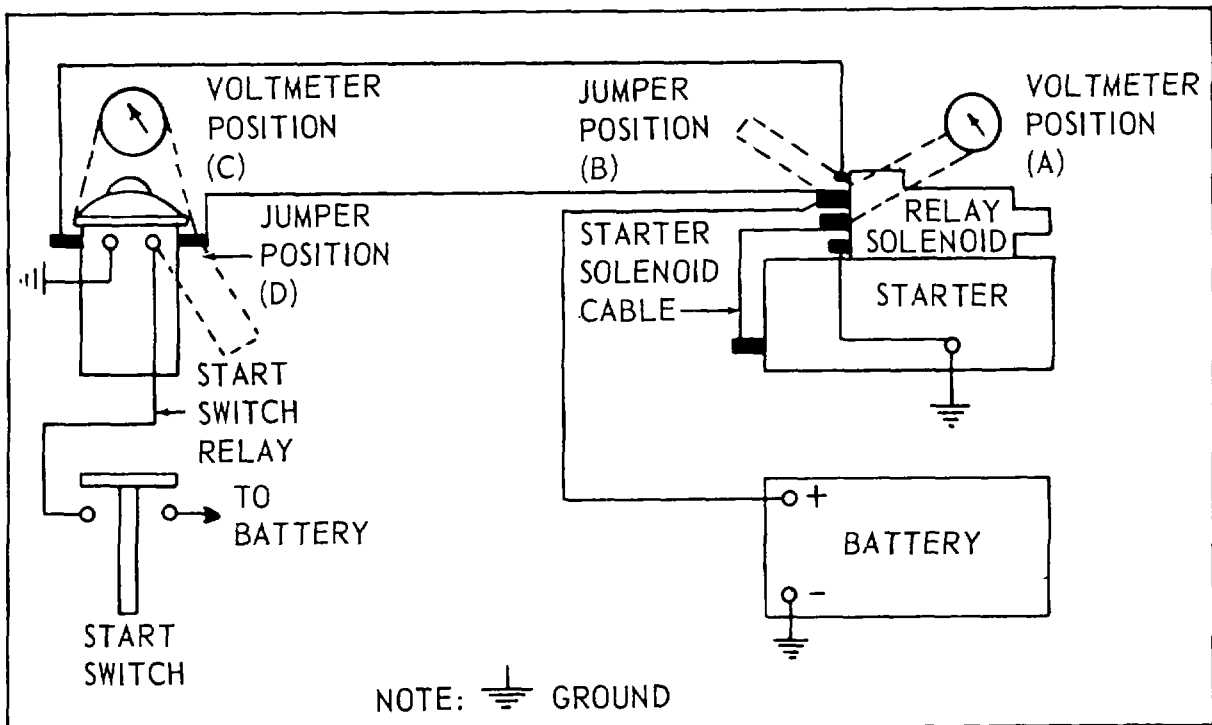 VOLTMETER
POSITION
(C)
JUMPER
POSITION
(B)
VOLTMETER
POSITION
(A)
JUMPER
POSITION
(D)
STARTER
SOLENOID
CABLE
RELAY
SOLENOID
STARTER
START
SWITCH
RELAY
TO
BATTERY
START
SWITCH
+
BATTERY
-
NOTE: GROUND